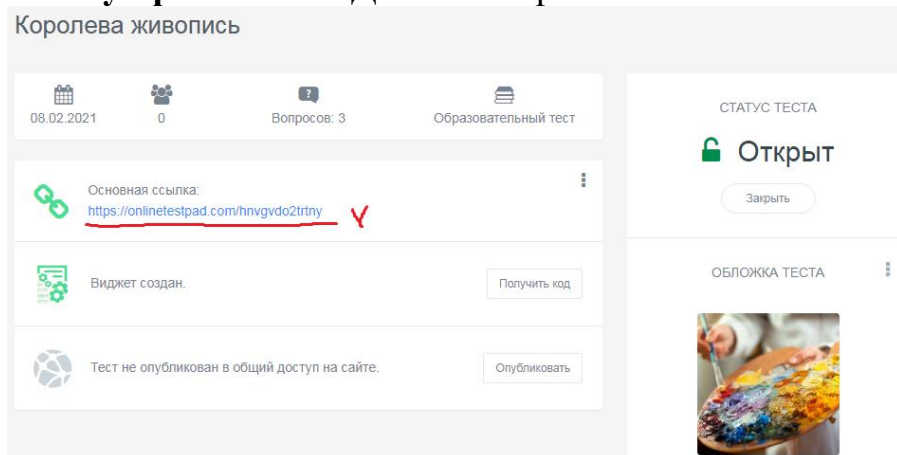 Королева живопись
08.02.2021
0
Вопросов: 3
Образовательный тест
Основная ссылка:
https://onlinetestpad.com/hnvgvdo2trtny
Виджет создан.
Получить код
Тест не опубликован в общий доступ на сайте.
Опубликовать
СТАТУС ТЕСТА
Открыт
Закрыть
ОБЛОЖКА ТЕСТА